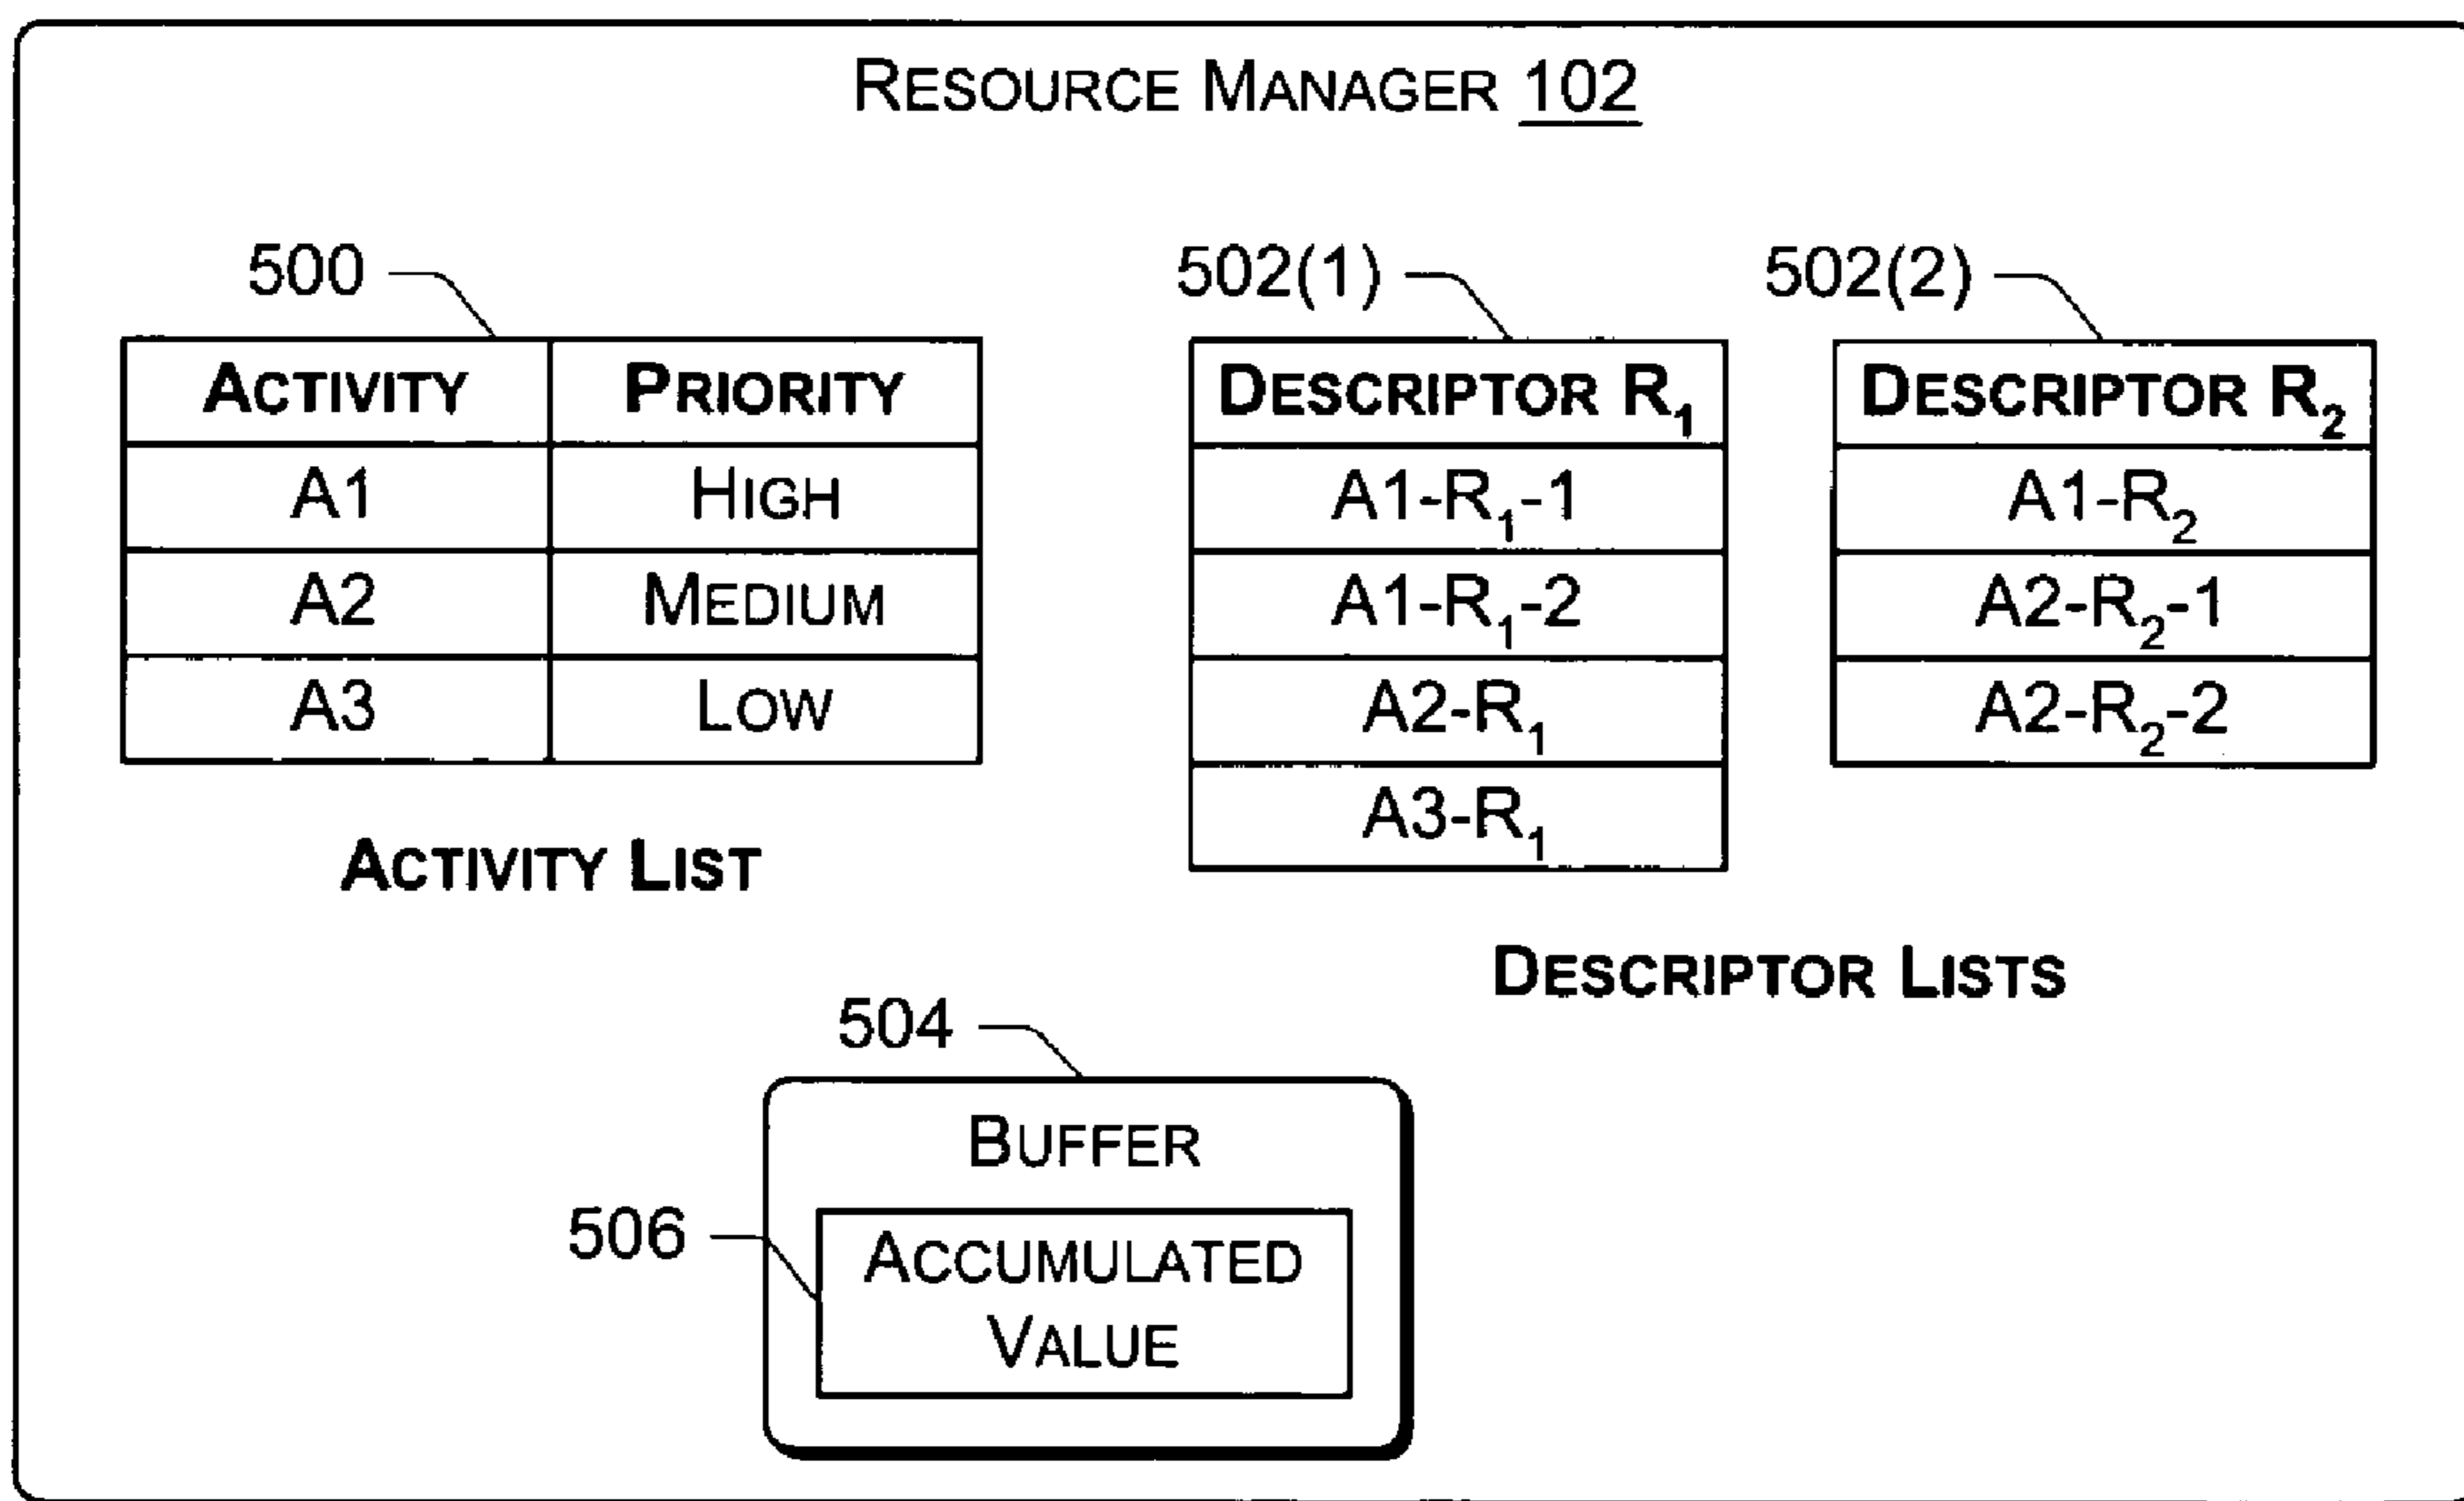 RESOURCE MANAGER 102
500
ACTIVITY PRIORITY
A1 HIGH
A2 MEDIUM
A3 LOW
ACTIVITY LIST
502(1)
DESCRIPTOR R₁
A1-R₁-1
A1-R₁-2
A2-R₁
A3-R₁
502(2)
DESCRIPTOR R₂
A1-R₂
A2-R₂-1
A2-R₂-2
DESCRIPTOR LISTS
504
BUFFER
506
ACCUMULATED
VALUE